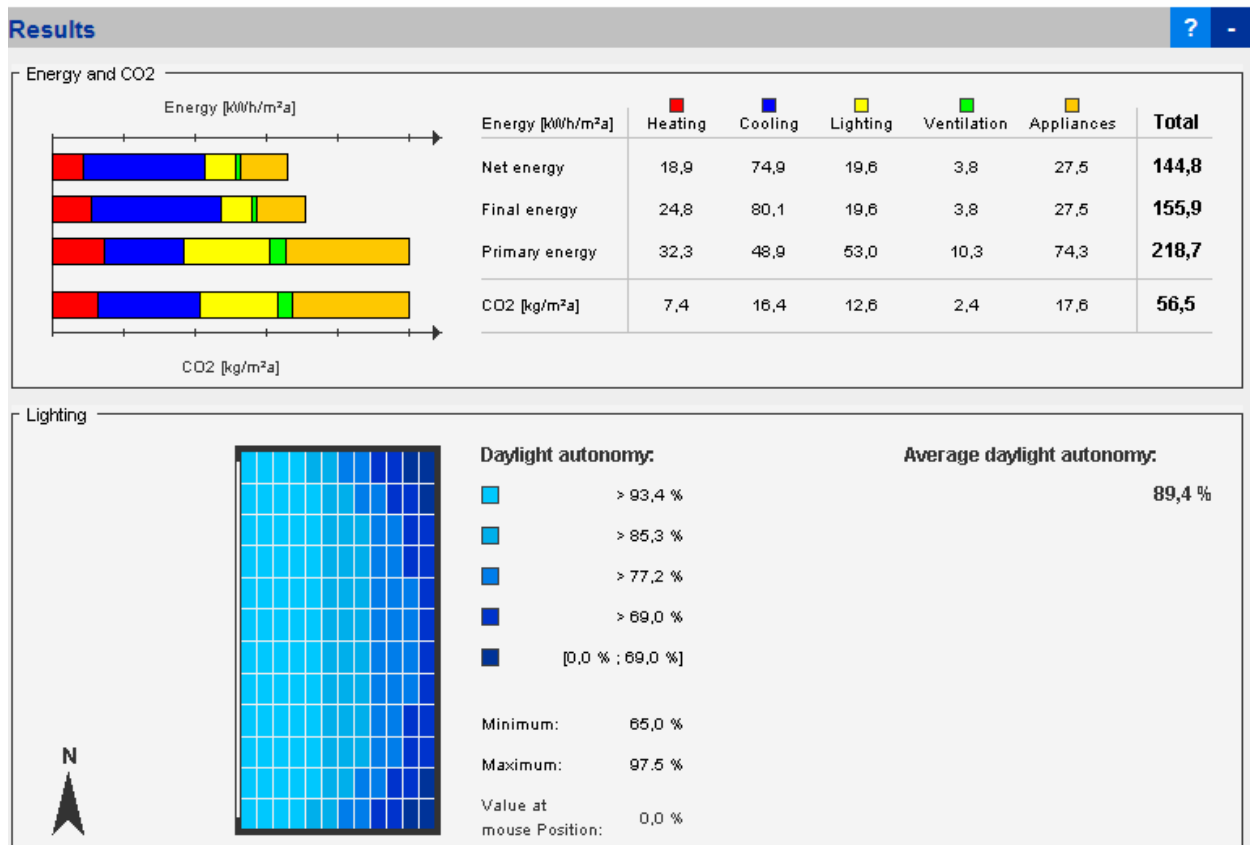 Results ? -
Energy and CO2
Energy [kWh/m²a]
Energy [kWh/m²a] Heating Cooling Lighting Ventilation Appliances Total
Net energy 18,9 74,9 19,6 3,8 27,5 144,8
Final energy 24,8 80,1 19,6 3,8 27,5 155,9
Primary energy 32,3 48,9 53,0 10,3 74,3 218,7
CO2 [kg/m²a] 7,4 16,4 12,6 2,4 17,6 56,5
CO2 [kg/m²a]
Lighting
Daylight autonomy: Average daylight autonomy:
> 93,4 % 89,4 %
> 85,3 %
> 77,2 %
> 69,0 %
[0,0 % ; 69,0 %]
Minimum: 65,0 %
Maximum: 97.5 %
Value at
mouse Position: 0,0 %
N